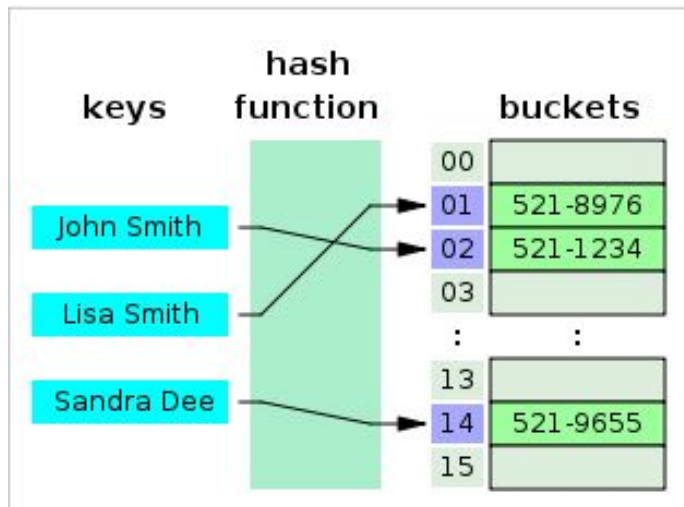 hash
keys function buckets
00
01 521-8976
John Smith
02 521-1234
03
Lisa Smith
: :
13
Sandra Dee
14 521-9655
15